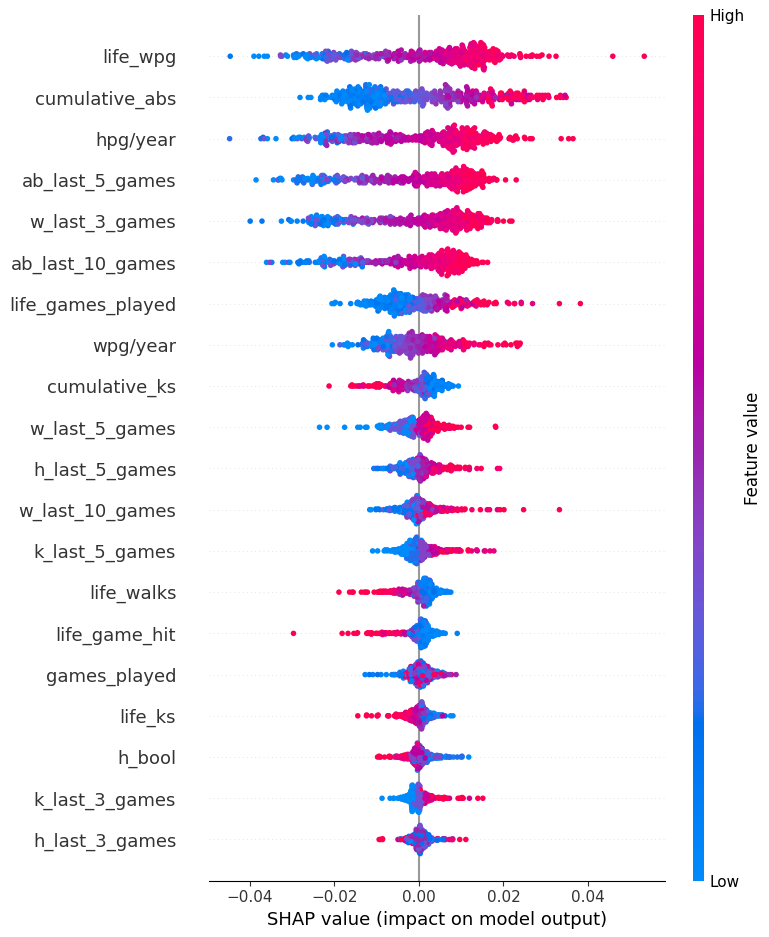 High
life_wpg
cumulative_abs
hpg/year
ab_last_5_games
w_last_3_games
ab_last_10_games
life_games_played
wpg/year
cumulative_ks
w_last_5_games
h_last_5_games
w_last_10_games
k_last_5_games
life_walks
life_game_hit
games_played
life_ks
h_bool
k_last_3_games
h_last_3_games
Feature value
Low
−0.04 −0.02 0.00 0.02 0.04
SHAP value (impact on model output)